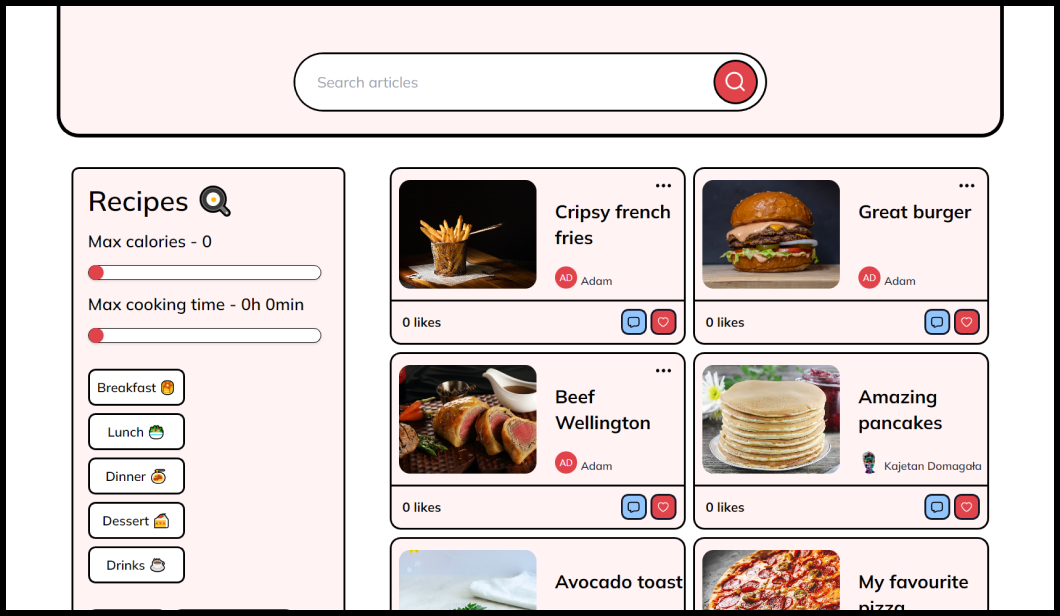 Search articles
Recipes
Max calories - 0
Max cooking time - 0h 0min
Breakfast
Lunch
Dinner
Dessert
Drinks
Cripsy french
fries
AD Adam
0 likes
Great burger
AD Adam
0 likes
Beef
Wellington
AD Adam
0 likes
Amazing
pancakes
Kajetan Domagała
0 likes
Avocado toast
My favourite
pizza